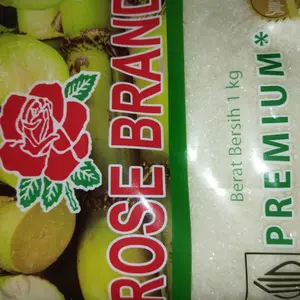 ROSE BRAND
Berat Bersih 1 kg
PREMIUM*